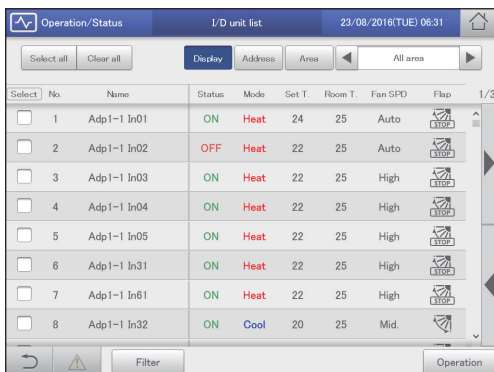 Operation/Status I/D unit list 23/08/2016(TUE) 06:31
Select all Clear all Display Address Area All area
Select No. Name Status Mode Set T. Room T. Fan SPD Flap 1/3
1 Adp1-1 In01 ON Heat 24 25 Auto STOP
2 Adp1-1 In02 OFF Heat 22 25 Auto STOP
3 Adp1-1 In03 ON Heat 22 25 High STOP
4 Adp1-1 In04 ON Heat 22 25 High STOP
5 Adp1-1 In05 ON Heat 22 25 High STOP
6 Adp1-1 In31 ON Heat 22 25 High STOP
7 Adp1-1 In61 ON Heat 22 25 High STOP
8 Adp1-1 In32 ON Cool 20 25 Mid.
Filter Operation